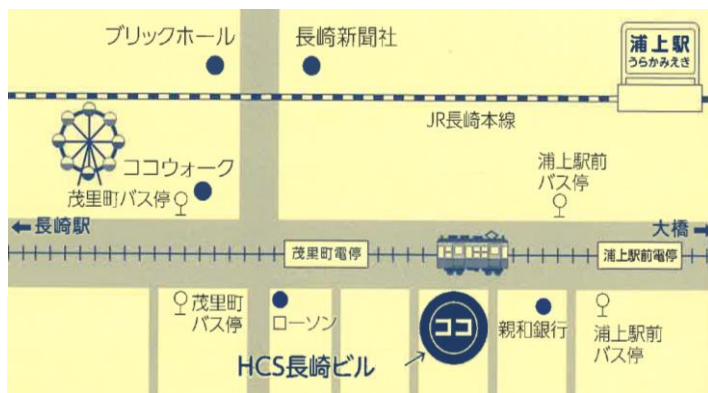 ブリックホール
長崎新聞社
浦上駅
うらかみえき
JR長崎本線
ココウォーク
茂里町バス停
浦上駅前
バス停
←長崎駅
大橋→
茂里町電停
浦上駅前電停
茂里町
バス停
ローソン
ココ
親和銀行
浦上駅前
バス停
HCS長崎ビル